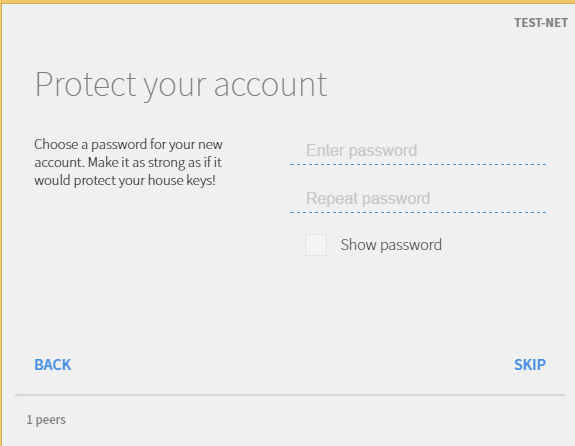 TEST-NET
Protect your account
Choose a password for your new
account. Make it as strong as if it
would protect your house keys!
Enter password
Repeat password
Show password
BACK
SKIP
1 peers